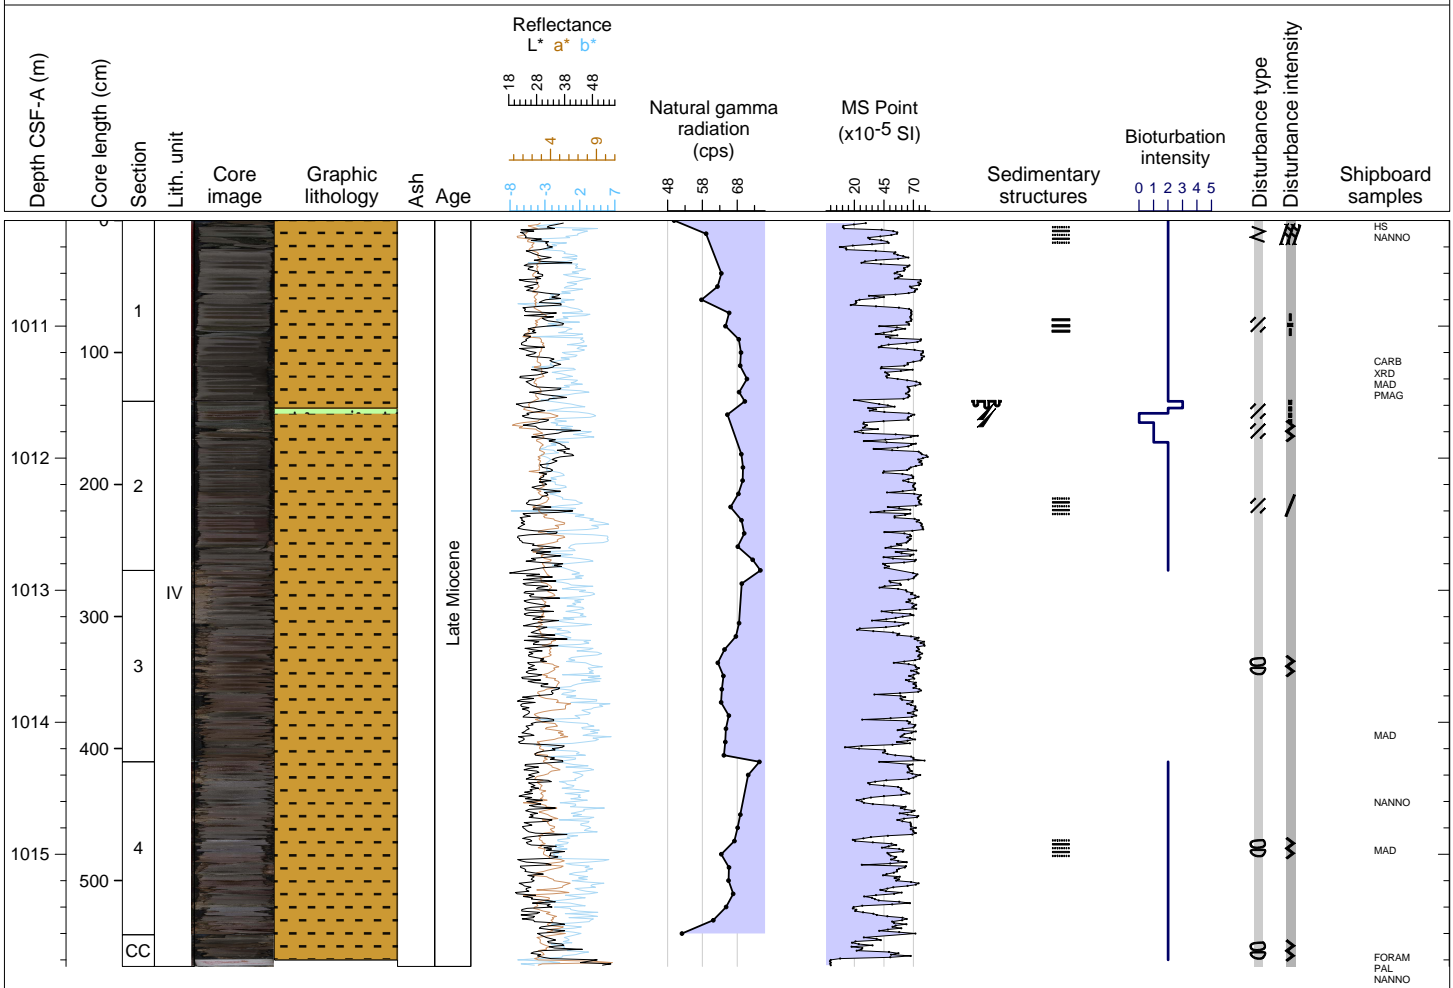 Depth CSF-A (m)
Core length (cm)
Section
Lith. unit
Core
image
Graphic
lithology
Ash
Age
Reflectance
L* a* b*
18 28 38 48
4 9
-8 -3 2 7
Natural gamma
radiation
(cps)
48 58 68
MS Point
(x10-5 SI)
20 45 70
Sedimentary
structures
Bioturbation
intensity
0 1 2 3 4 5
Disturbance type
Disturbance intensity
Shipboard
samples
0
HS
NANNO
1
1011
100
CARB
XRD
MAD
PMAG
1012
200
2
1013
IV
300
Late Miocene
3
1014
MAD
400
NANNO
4
1015
MAD
500
CC
FORAM
PAL
NANNO